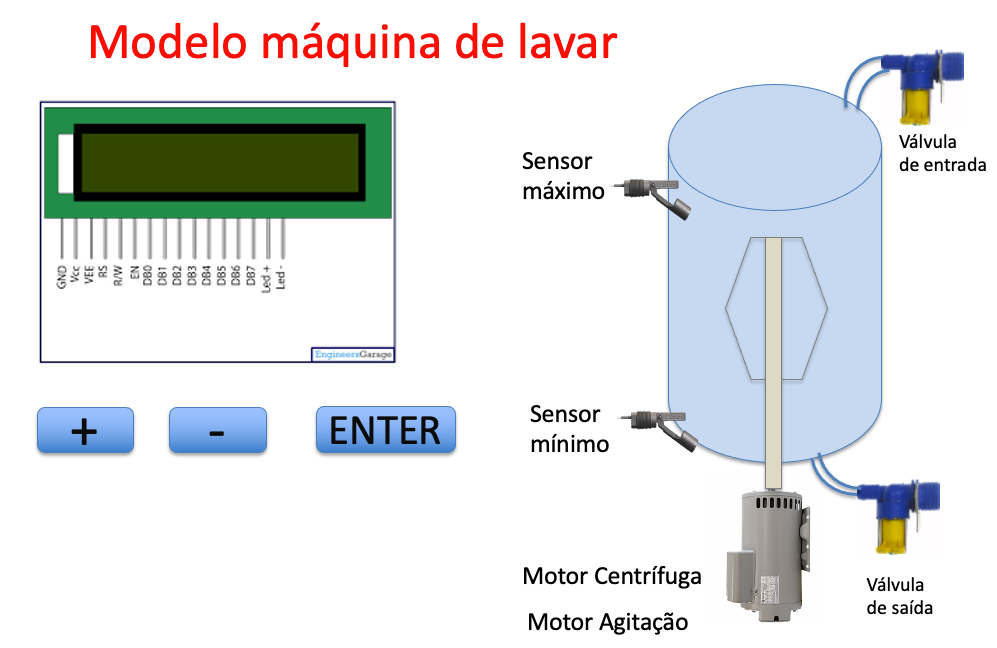 Modelo máquina de lavar
GND
Vcc
VEE
RS
R/W
EN
DB0
DB1
DB2
DB3
DB4
DB5
DB6
DB7
Led +
Led -
EngineersGarage
+
-
ENTER
Sensor
máximo
Válvula
de entrada
Sensor
mínimo
Motor Centrífuga
Motor Agitação
Válvula
de saída